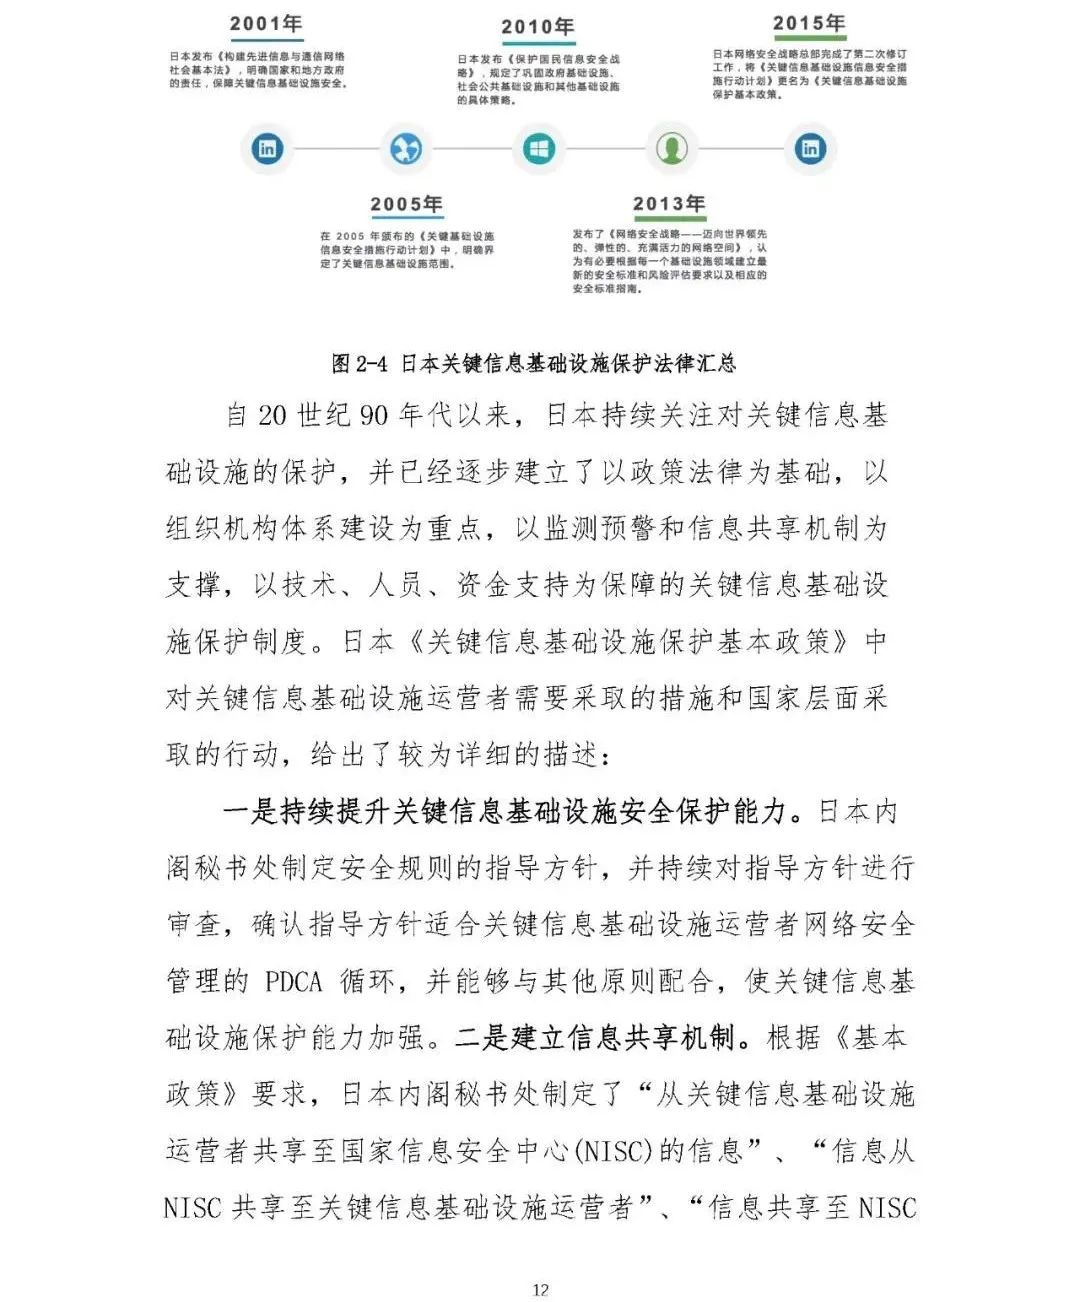 2001年
日本发布《构建先进信息与通信网络
社会基本法》，明确国家和地方政府
的责任，保障关键信息基础设施安全。
2010年
日本发布《保护国民信息安全战
略》，规定了巩固政府基础设施、
社会公共基础设施和其他基础设施
的具体策略。
2015年
日本网络安全战略总部完成了第二次修订
工作，将《关键信息基础设施信息安全措
施行动计划》更名为《关键信息基础设施
保护基本政策。
in
in
2005年
在 2005 年颁布的《关键基础设施
信息安全措施行动计划》中，明确界
定了关键信息基础设施范围。
2013年
发布了《网络安全战略——迈向世界领先
的、弹性的、充满活力的网络空间》，认
为有必要根据每一个基础设施领域建立最
新的安全标准和风险评估要求以及相应的
安全标准指南。
图 2-4 日本关键信息基础设施保护法律汇总
自 20 世纪 90 年代以来，日本持续关注对关键信息基
础设施的保护，并已经逐步建立了以政策法律为基础，以
组织机构体系建设为重点，以监测预警和信息共享机制为
支撑，以技术、人员、资金支持为保障的关键信息基础设
施保护制度。日本《关键信息基础设施保护基本政策》中
对关键信息基础设施运营者需要采取的措施和国家层面采
取的行动，给出了较为详细的描述：
一是持续提升关键信息基础设施安全保护能力。日本内
阁秘书处制定安全规则的指导方针，并持续对指导方针进行
审查，确认指导方针适合关键信息基础设施运营者网络安全
管理的 PDCA 循环，并能够与其他原则配合，使关键信息基
础设施保护能力加强。二是建立信息共享机制。根据《基本
政策》要求，日本内阁秘书处制定了“从关键信息基础设施
运营者共享至国家信息安全中心(NISC)的信息”、“信息从
NISC 共享至关键信息基础设施运营者”、“信息共享至 NISC
12